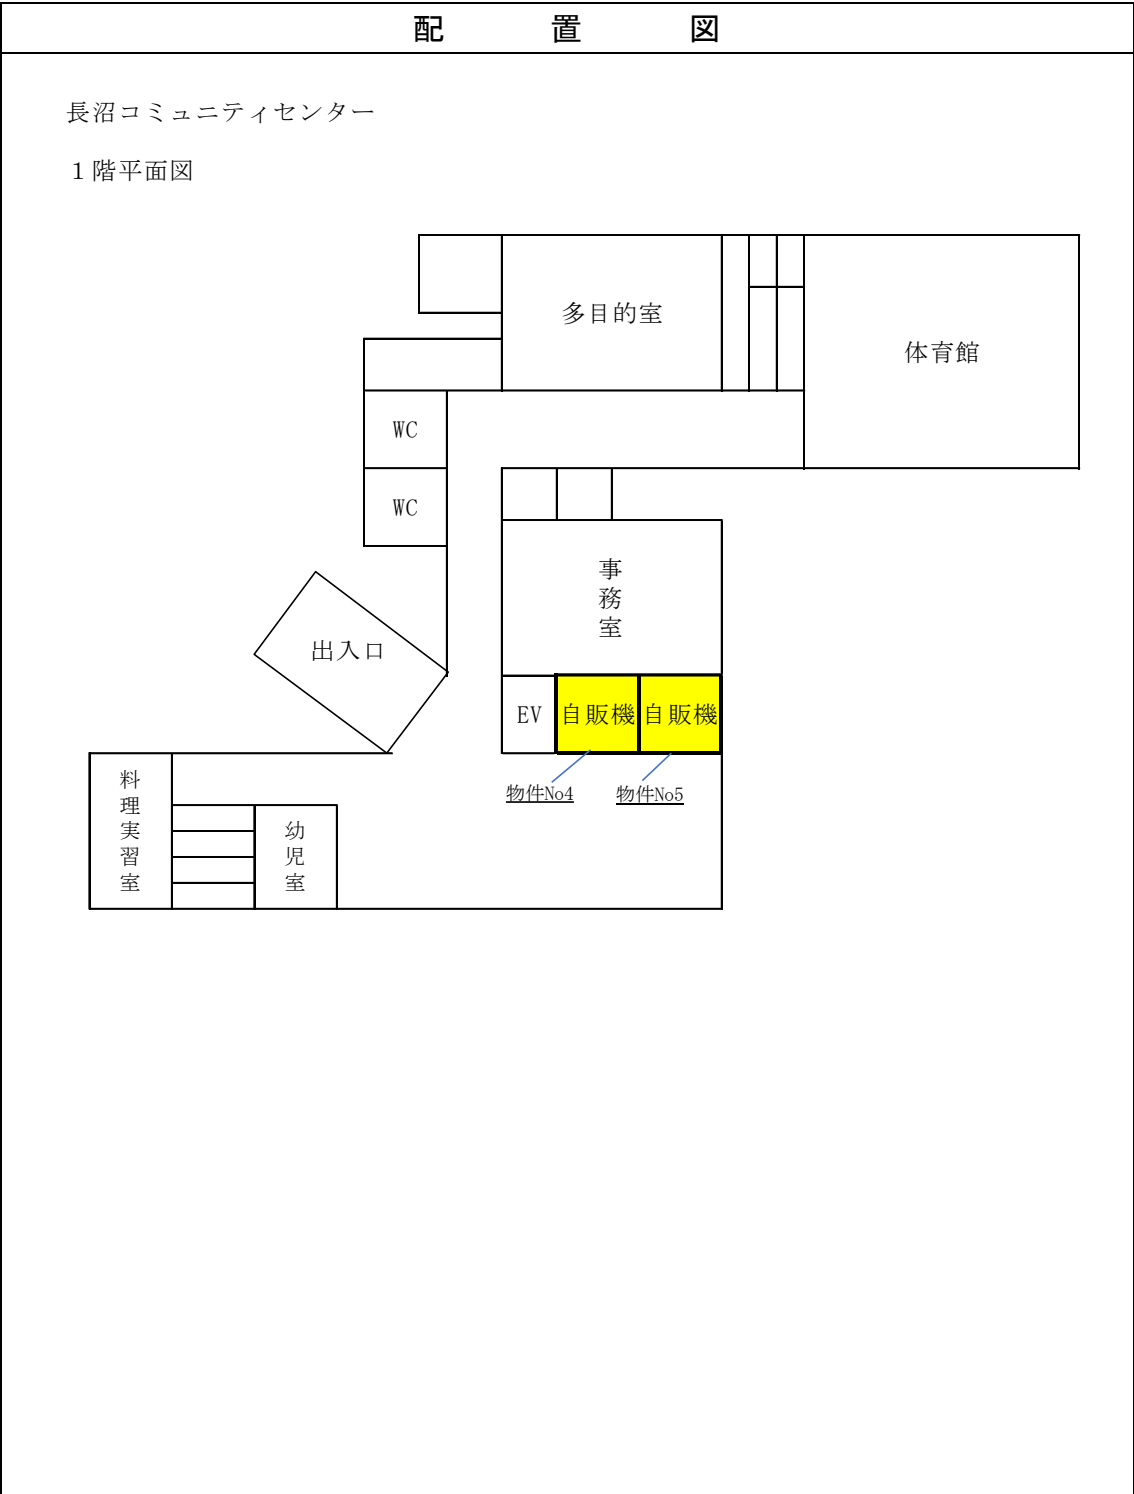 配置図
長沼コミュニティセンター
１階平面図
多目的室
体育館
WC
WC
事務室
出入口
EV
自販機
自販機
物件No4
物件No5
料理実習室
幼児室